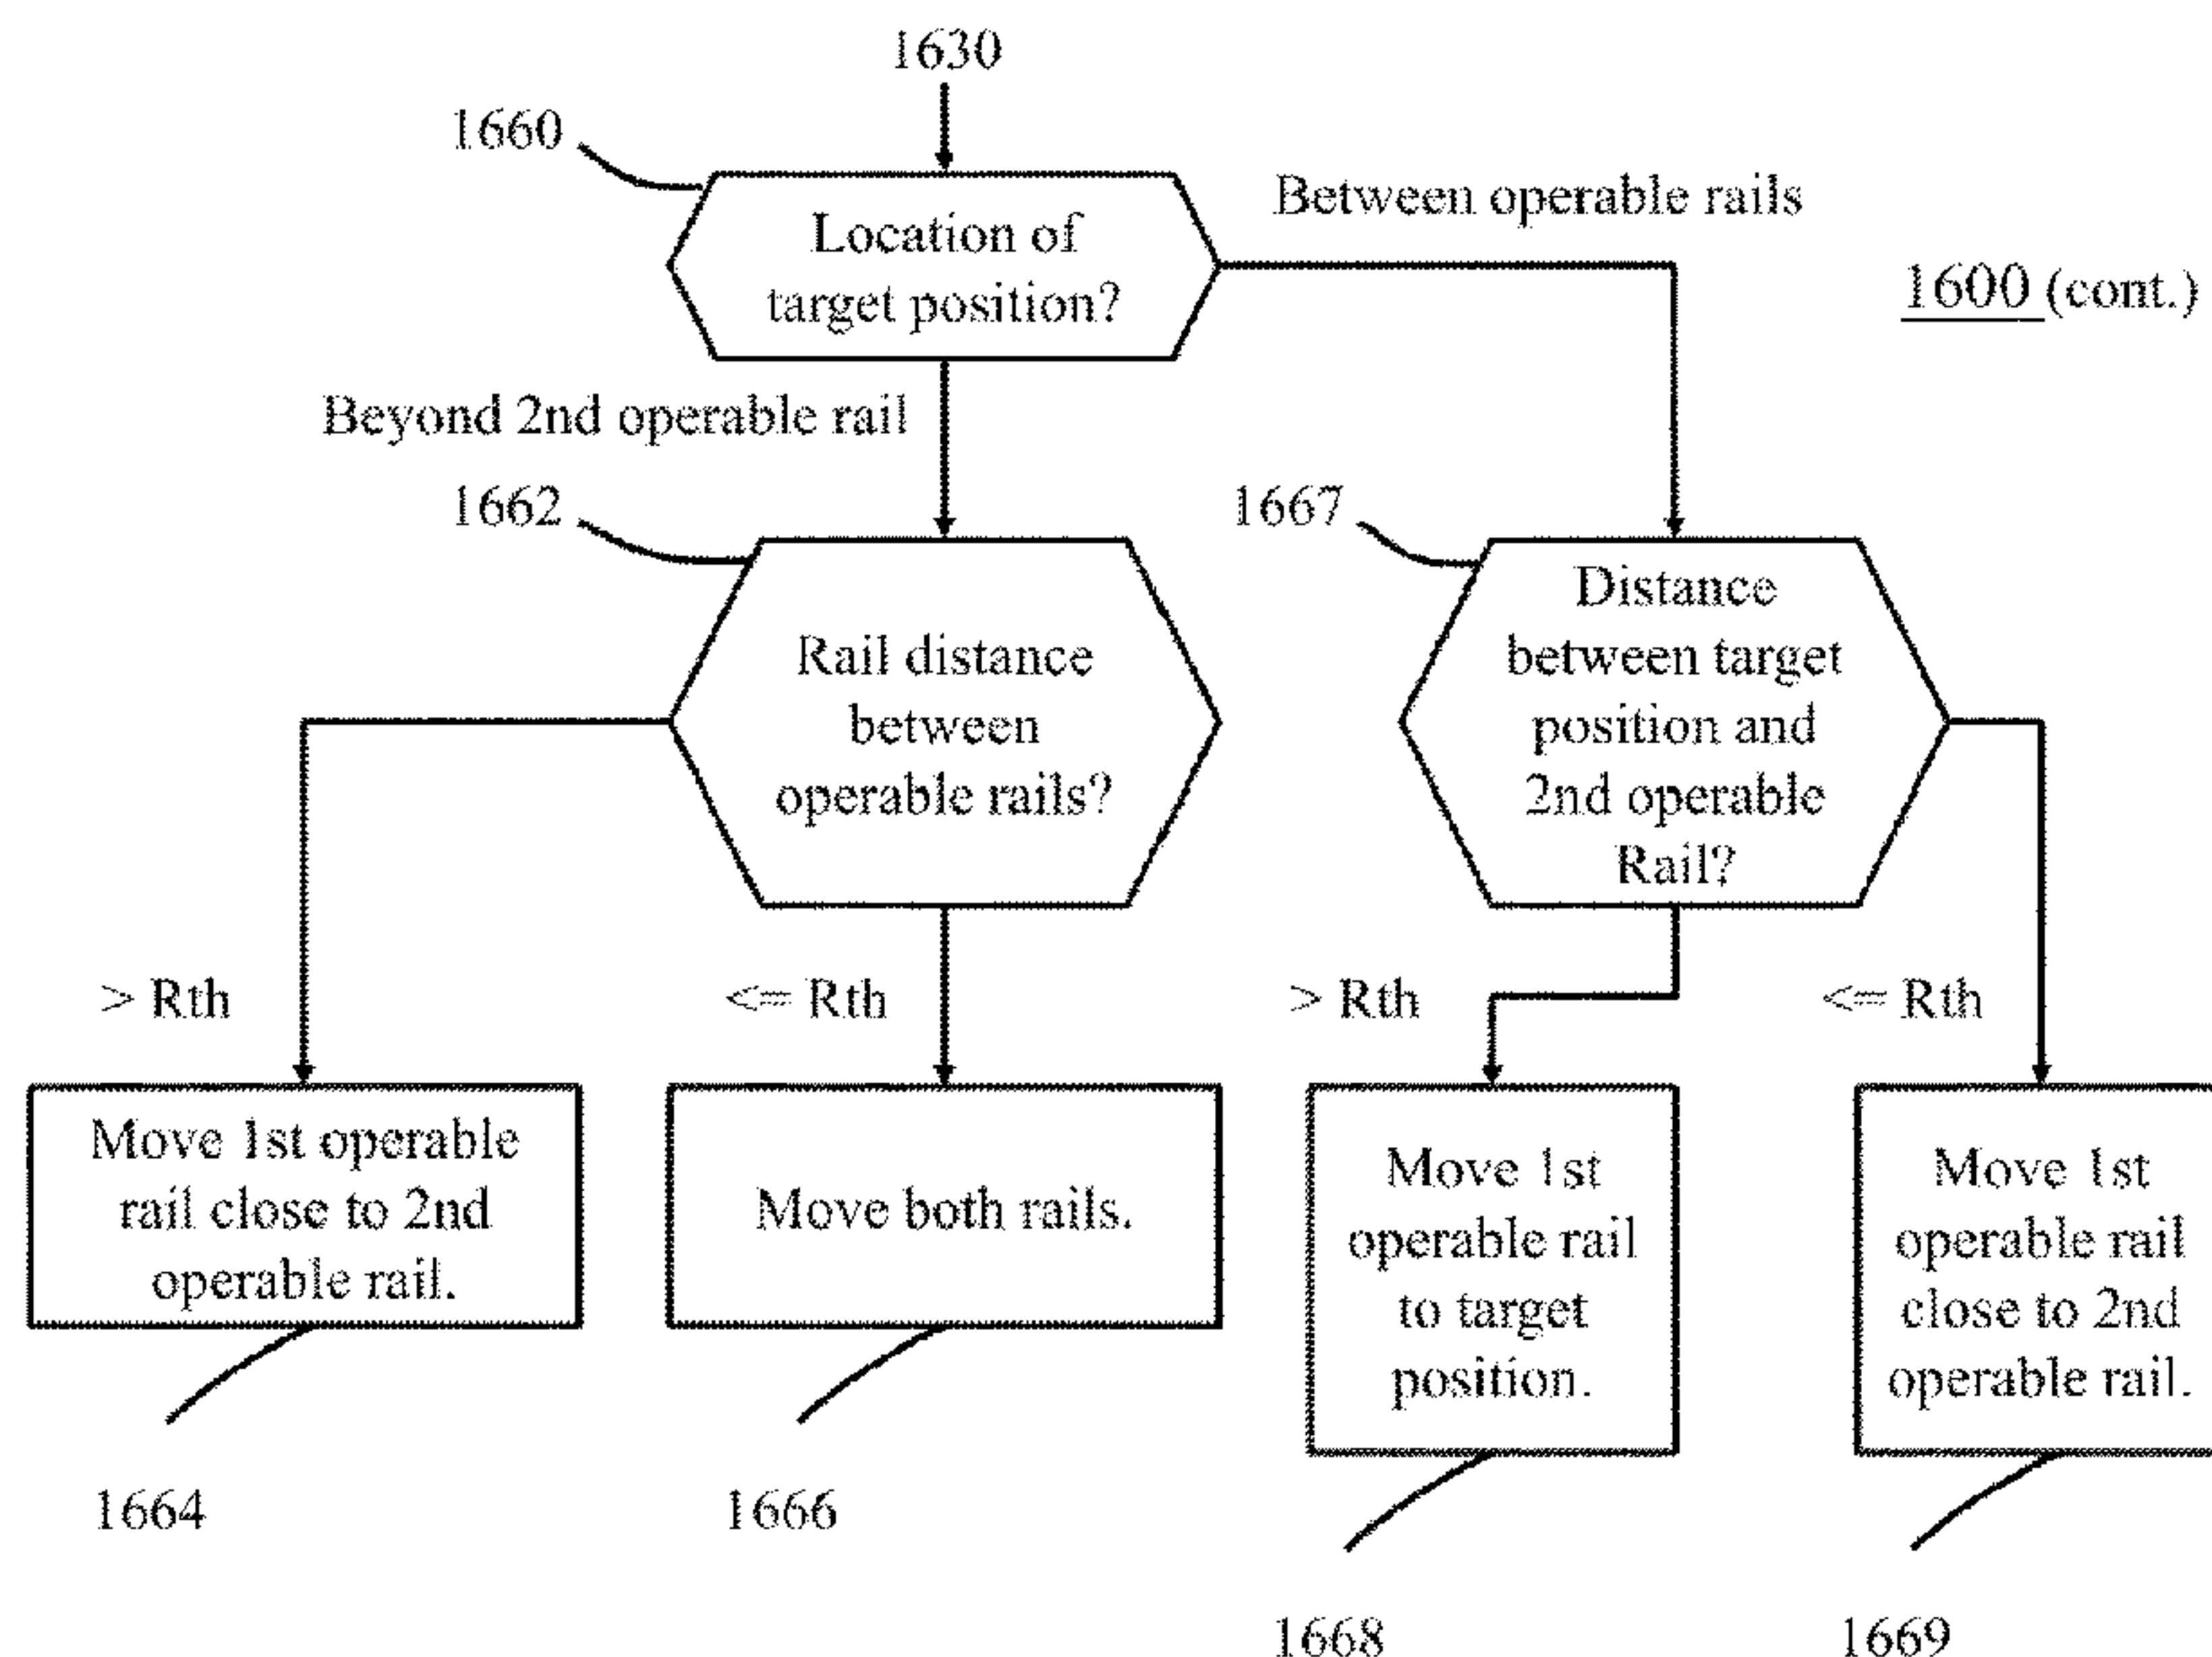 1630
1660
Between operable rails
Location of
target position?
1600 (cont.)
Beyond 2nd operable rail
1662
1667
Rail distance
between
operable rails?
Distance
between target
position and
2nd operable
Rail?
> Rth
<= Rth
> Rth
<= Rth
Move 1st operable
rail close to 2nd
operable rail.
Move both rails.
Move 1st
operable rail
to target
position.
Move 1st
operable rail
close to 2nd
operable rail.
1664
1666
1668
1669